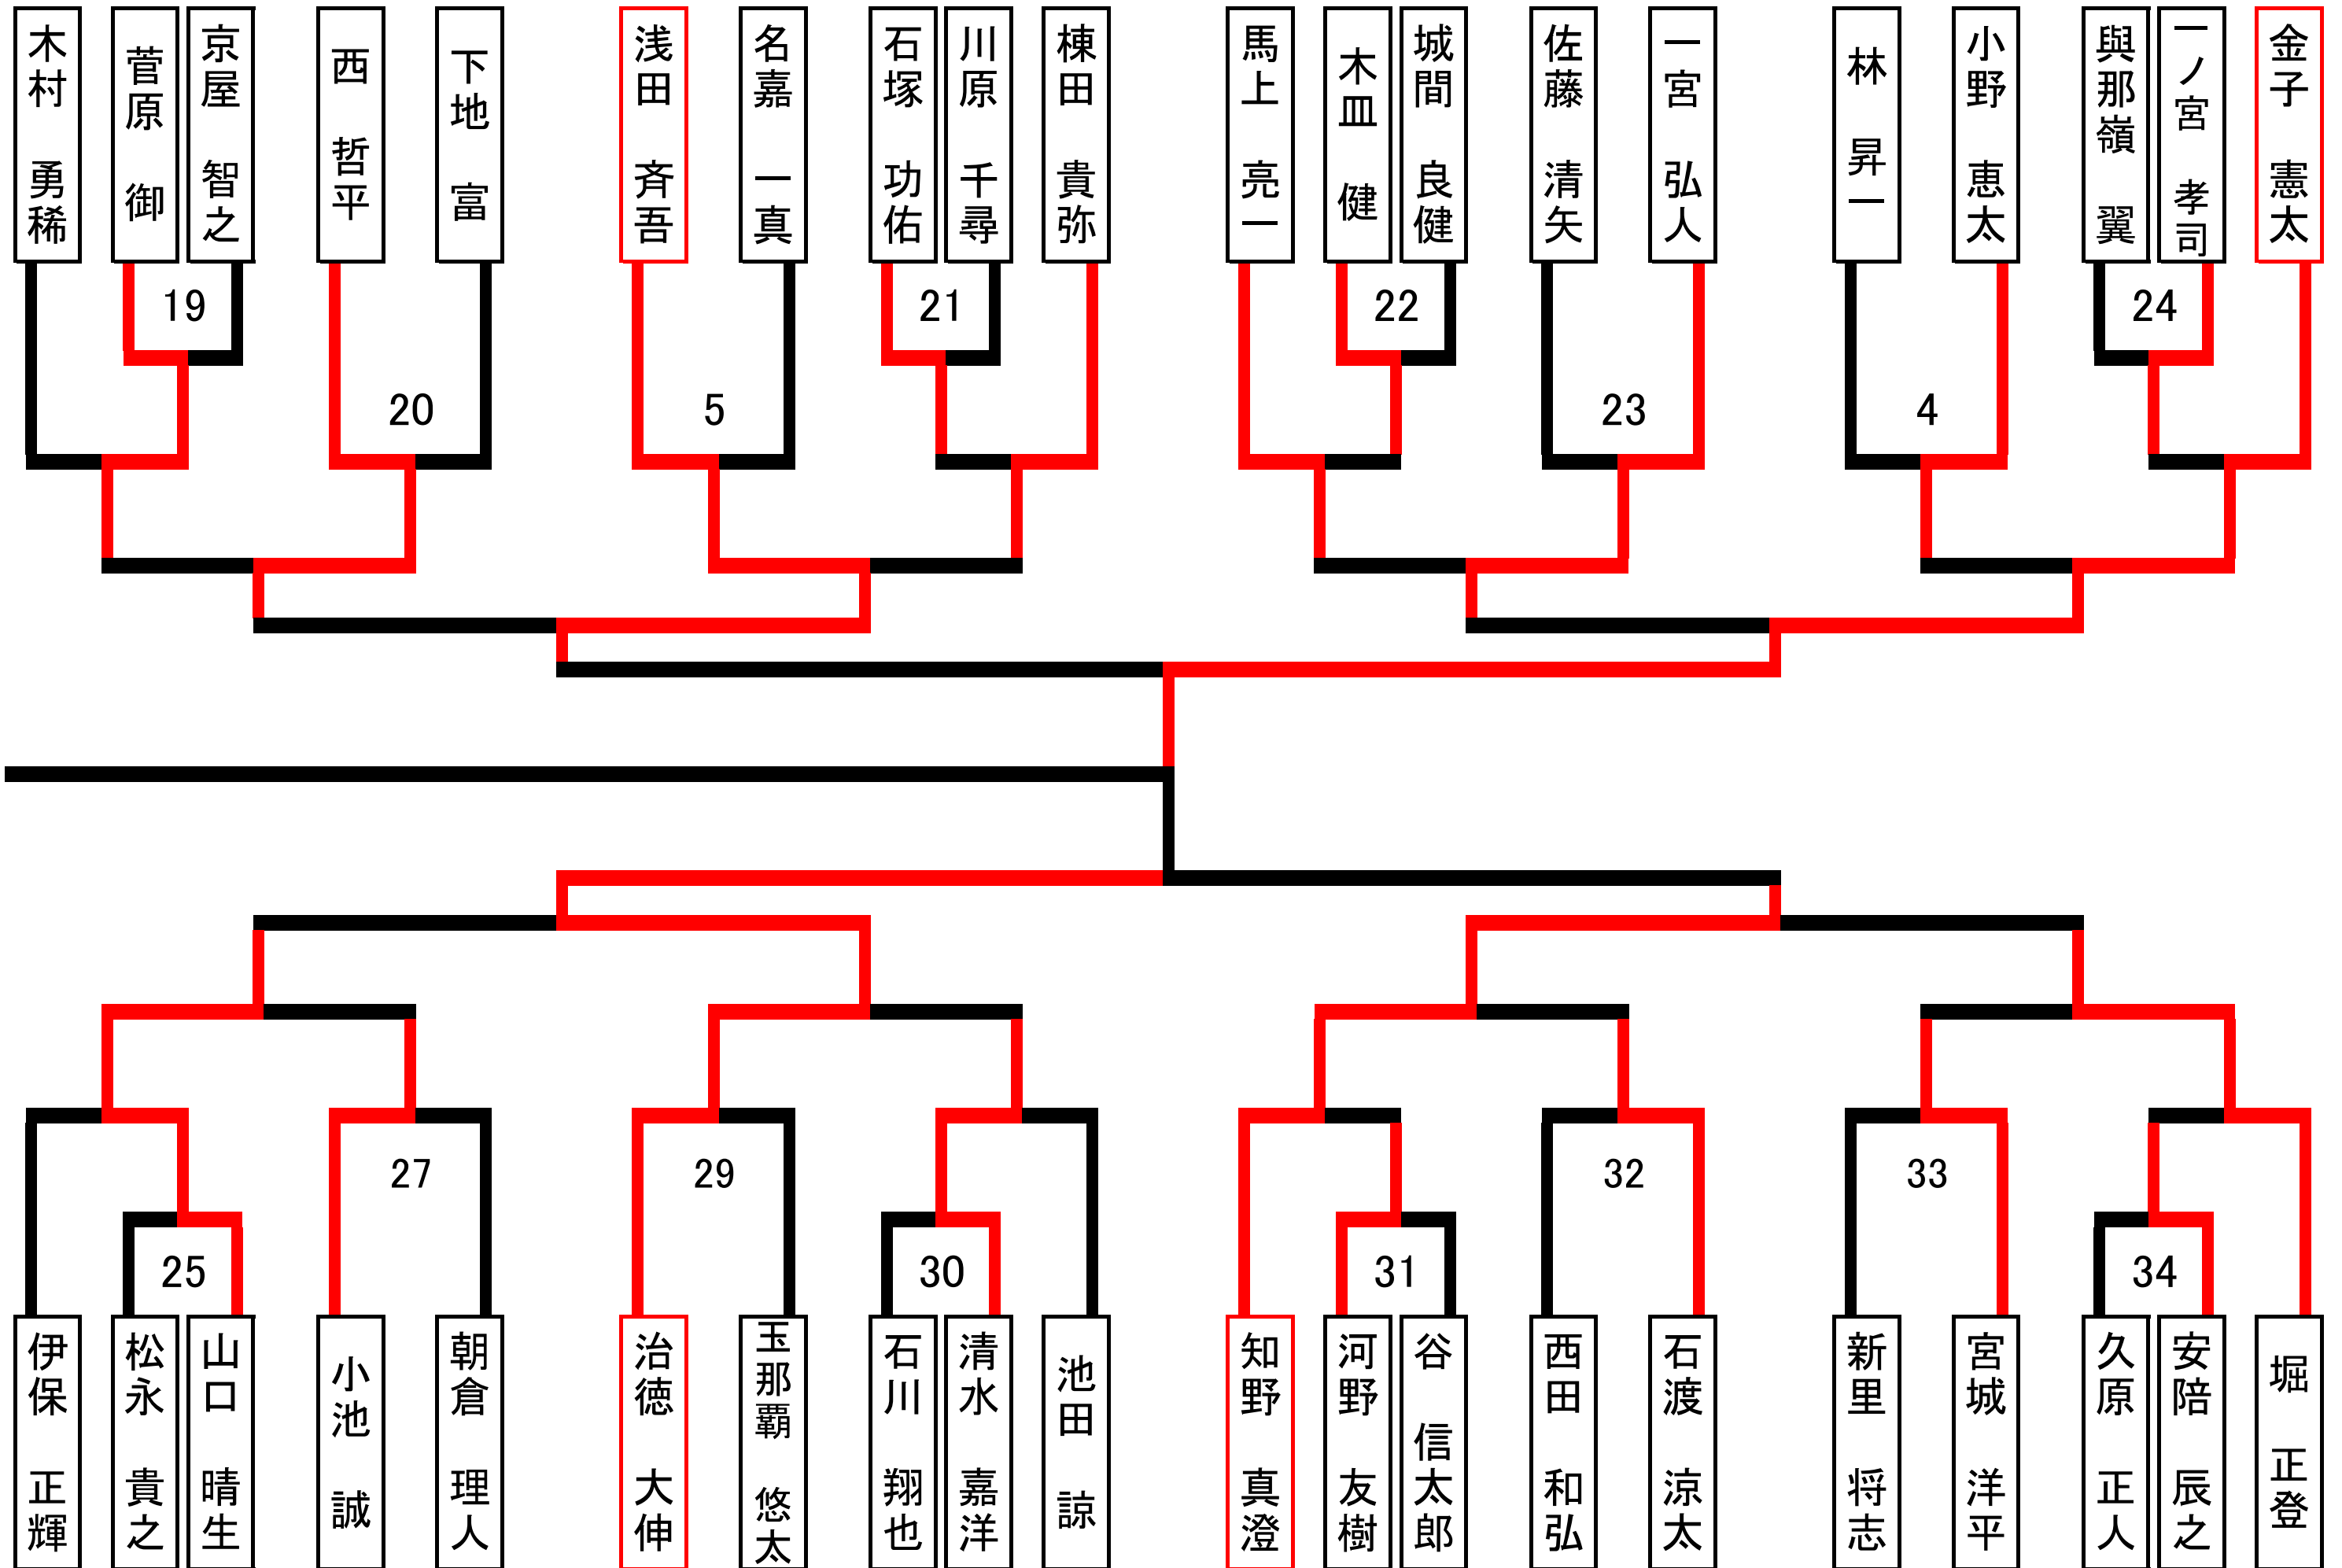 木村 勇稀
菅原 御
京屋 智之
西 哲平
下地 富
浅田 斉吾
名嘉 一真
石塚 功佑
川原 千尋
棟田 貴弥
馬上 亮一
木皿 健
城間 良健
佐藤 清矢
一宮 弘人
林 昇一
小野 恵太
與那嶺 翼
一ノ宮 孝司
金子 憲太
19
21
22
24
20
5
23
4
27
29
32
33
25
30
31
34
伊保 正輝
松永 貴之
山口 晴生
小池 誠
朝倉 理人
治徳 大伸
玉那覇 悠太
石川 翔也
清水 嘉洋
池田 諒
知野 真澄
河野 友樹
谷 信太郎
西田 和弘
石渡 涼太
新里 将志
宮城 洋平
久原 正人
安陪 辰之
堀 正登